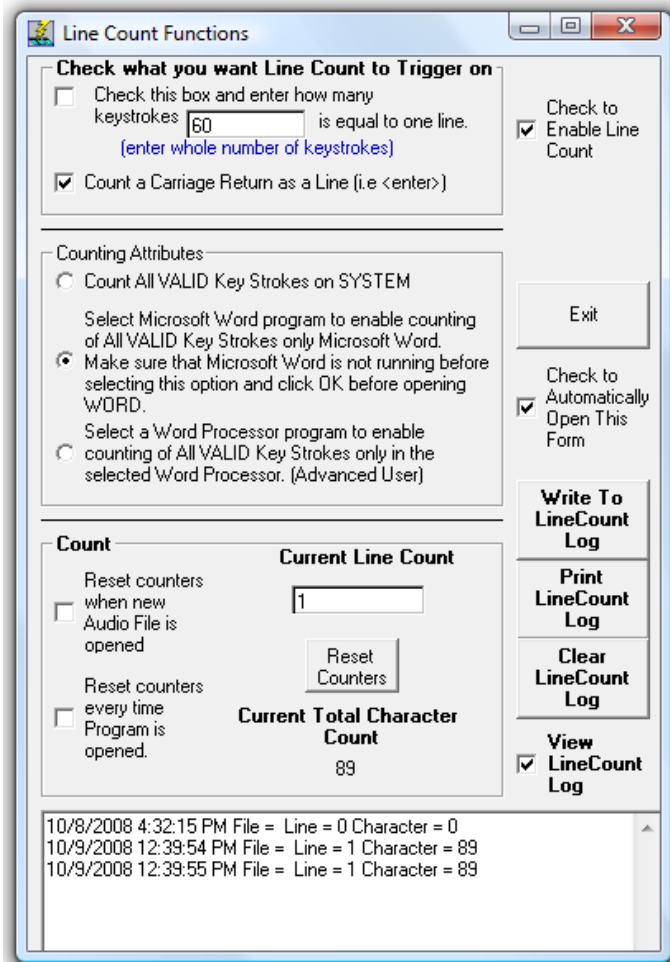 Line Count Functions
Check what you want Line Count to Trigger on
Check this box and enter how many
keystrokes 60 is equal to one line.
(enter whole number of keystrokes)
Count a Carriage Return as a Line (i.e <enter>)
Check to
Enable Line
Count
Counting Attributes
Count All VALID Key Strokes on SYSTEM
Select Microsoft Word program to enable counting
of All VALID Key Strokes only Microsoft Word.
Make sure that Microsoft Word is not running before
selecting this option and click OK before opening
WORD.
Select a Word Processor program to enable
counting of All VALID Key Strokes only in the
selected Word Processor. (Advanced User)
Exit
Check to
Automatically
Open This
Form
Write To
LineCount
Log
Print
LineCount
Log
Clear
LineCount
Log
View
LineCount
Log
Count
Reset counters
when new
Audio File is
opened
Reset counters
every time
Program is
opened.
Current Line Count
1
Reset
Counters
Current Total Character
Count
89
10/8/2008 4:32:15 PM File =  Line = 0 Character = 0
10/9/2008 12:39:54 PM File =  Line = 1 Character = 89
10/9/2008 12:39:55 PM File =  Line = 1 Character = 89